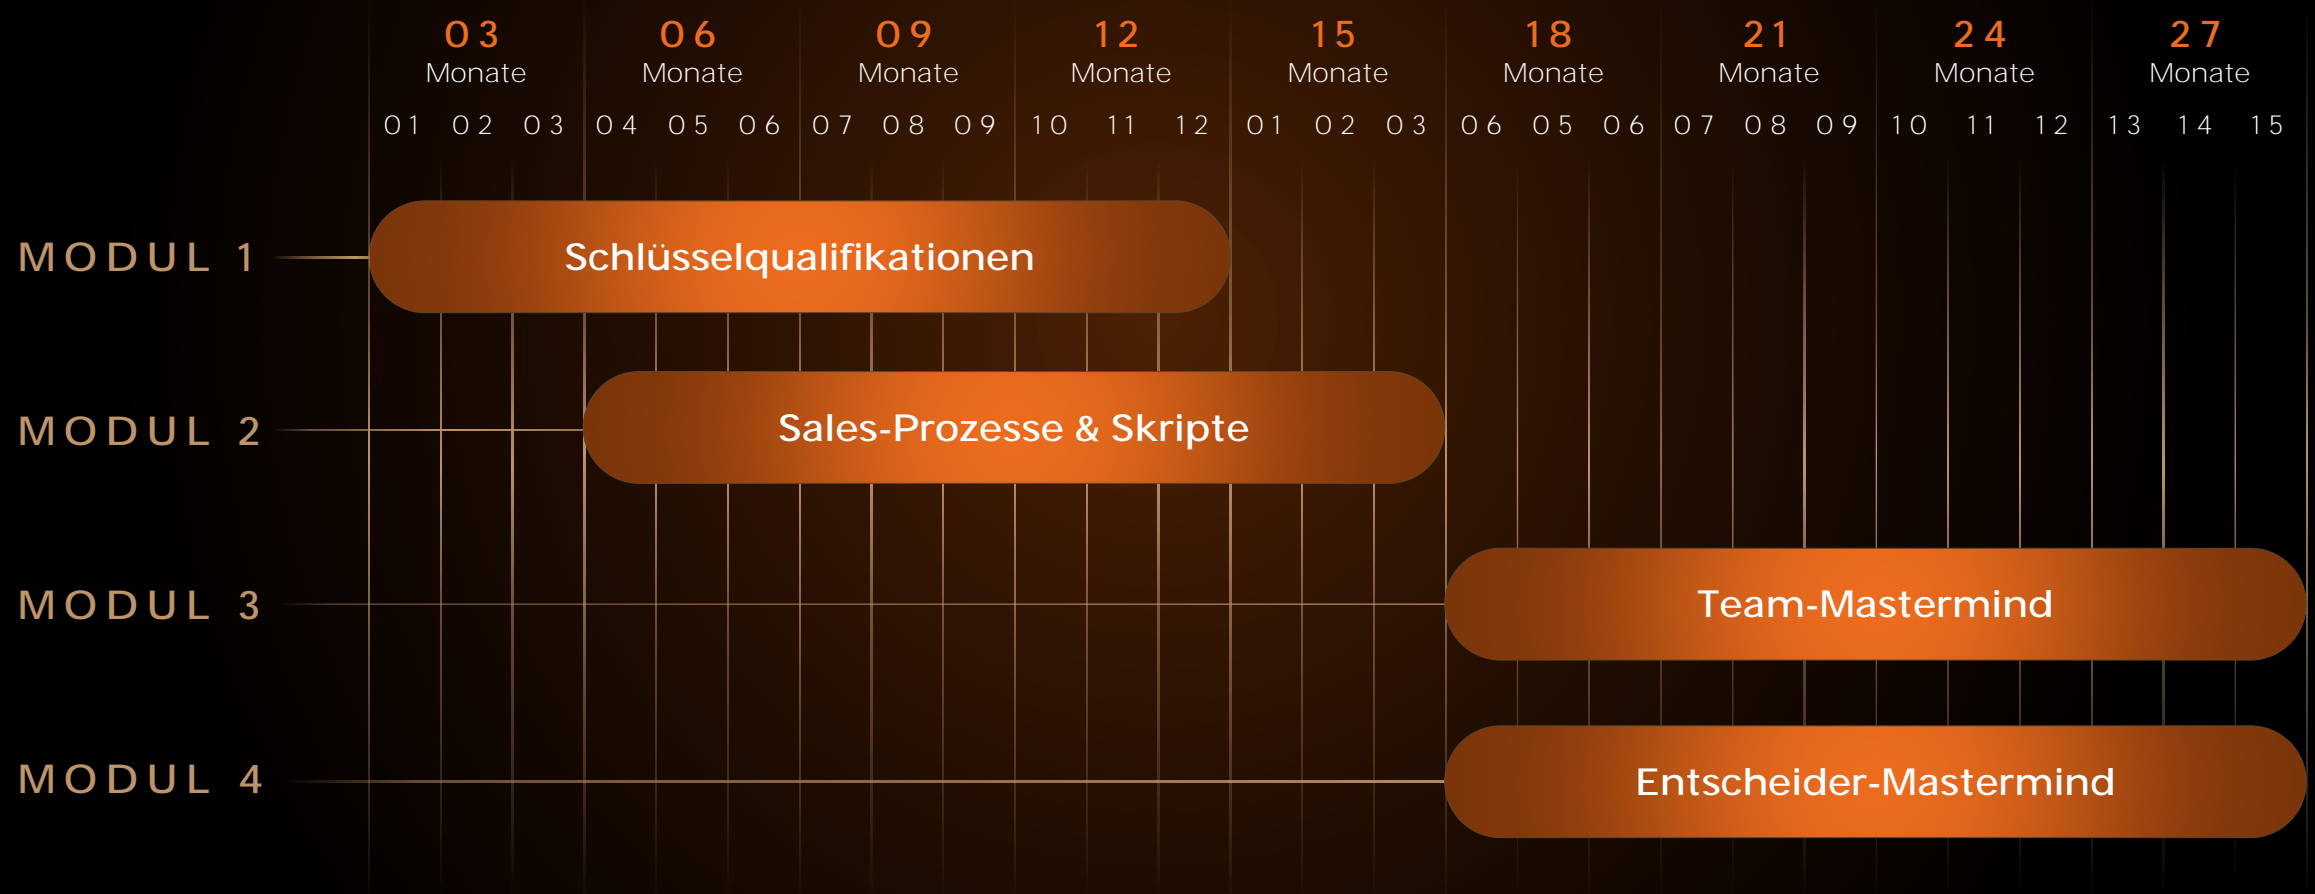 03 06 09 12 15 18 21 24 27
Monate Monate Monate Monate Monate Monate Monate Monate Monate
01 02 03 04 05 06 07 08 09 10 11 12 01 02 03 06 05 06 07 08 09 10 11 12 13 14 15
MODUL 1 Schlüsselqualifikationen
MODUL 2 Sales-Prozesse & Skripte
MODUL 3 Team-Mastermind
MODUL 4 Entscheider-Mastermind